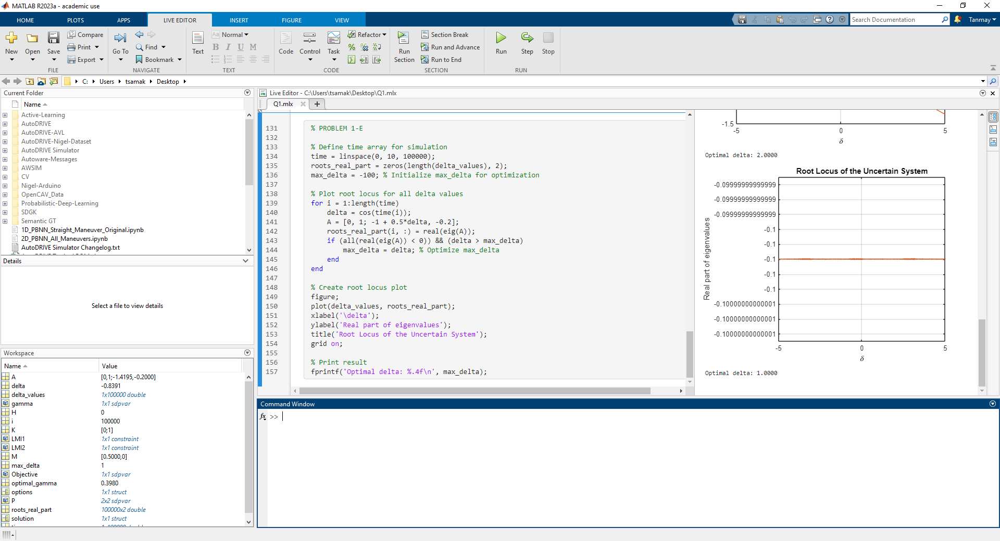 MATLAB R2023a - academic use
HOME PLOTS APPS LIVE EDITOR INSERT FIGURE VIEW
Search Documentation
Tanmay
New
Open
Save
Compare
Print
Export
FILE
Go To
Find
Bookmark
NAVIGATE
Text
Aa Normal
B I U M
TEXT
Code
Control
Task
Refactor
CODE
Run Section
Section Break
Run and Advance
Run to End
SECTION
Run
Step
Stop
RUN
C: Users tsamak Desktop
Current Folder
Name
Active-Learning
AutoDRIVE
AutoDRIVE-AVL
AutoDRIVE-Nigel-Dataset
AutoDRIVE Simulator
Autoware-Messages
AWSIM
CV
Nigel-Arduino
OpenCAV_Data
Probabilistic-Deep-Learning
SDGK
Semantic GT
1D_PBNN_Straight_Maneuver_Original.ipynb
2D_PBNN_All_Maneuvers.ipynb
AutoDRIVE Simulator Changelog.txt
Details
Select a file to view details
Workspace
Name Value
A [0,1;-1.4195,-0.2000]
delta -0.8391
delta_values 1x100000 double
gamma 1x1 sdpvar
H 0
i 100000
K [0;1]
LMI1 1x1 constraint
LMI2 1x1 constraint
M [0.5000,0]
max_delta 1
Objective 1x1 sdpvar
optimal_gamma 0.3980
options 1x1 struct
P 2x2 sdpvar
roots_real_part 100000x2 double
solution 1x1 struct
Live Editor - C:\Users\tsamak\Desktop\Q1.mlx
Q1.mlx
131 % PROBLEM 1-E
132
133 % Define time array for simulation
134 time = linspace(0, 10, 100000);
135 roots_real_part = zeros(length(delta_values), 2);
136 max_delta = -100; % Initialize max_delta for optimization
137
138 % Plot root locus for all delta values
139 for i = 1:length(time)
140 delta = cos(time(i));
141 A = [0, 1; -1 + 0.5*delta, -0.2];
142 roots_real_part(i, :) = real(eig(A));
143 if (all(real(eig(A)) < 0)) && (delta > max_delta)
144 max_delta = delta; % Optimize max_delta
145 end
146 end
147
148 % Create root locus plot
149 figure;
150 plot(delta_values, roots_real_part);
151 xlabel('\delta');
152 ylabel('Real part of eigenvalues');
153 title('Root Locus of the Uncertain System');
154 grid on;
155
156 % Print result
157 fprintf('Optimal delta: %.4f\n', max_delta);
-1.5
-5 0 5
δ
Optimal delta: 2.0000
Root Locus of the Uncertain System
Real part of eigenvalues
-0.09999999999999
-0.09999999999999
-0.09999999999999
-0.1
-0.1
-0.1
-0.1
-0.1
-0.10000000000001
-0.10000000000001
-0.10000000000001
-5 0 5
δ
Optimal delta: 1.0000
Command Window
fx >>